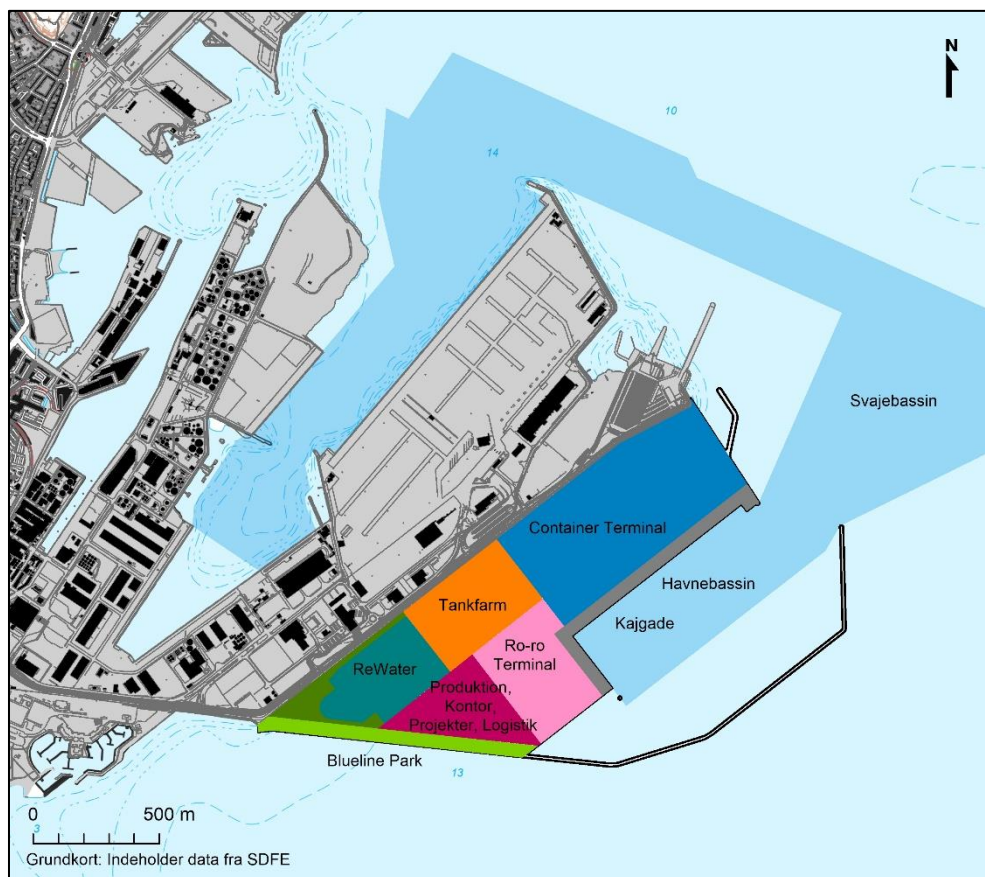 N
10
14
Svajebassin
Container Terminal
Havnebassin
Tankfarm
Kajgade
Ro-ro
Terminal
ReWater
Produktion,
Kontor,
Projekter, Logistik
Blueline Park
13
0 500 m
3
Grundkort: Indeholder data fra SDFE